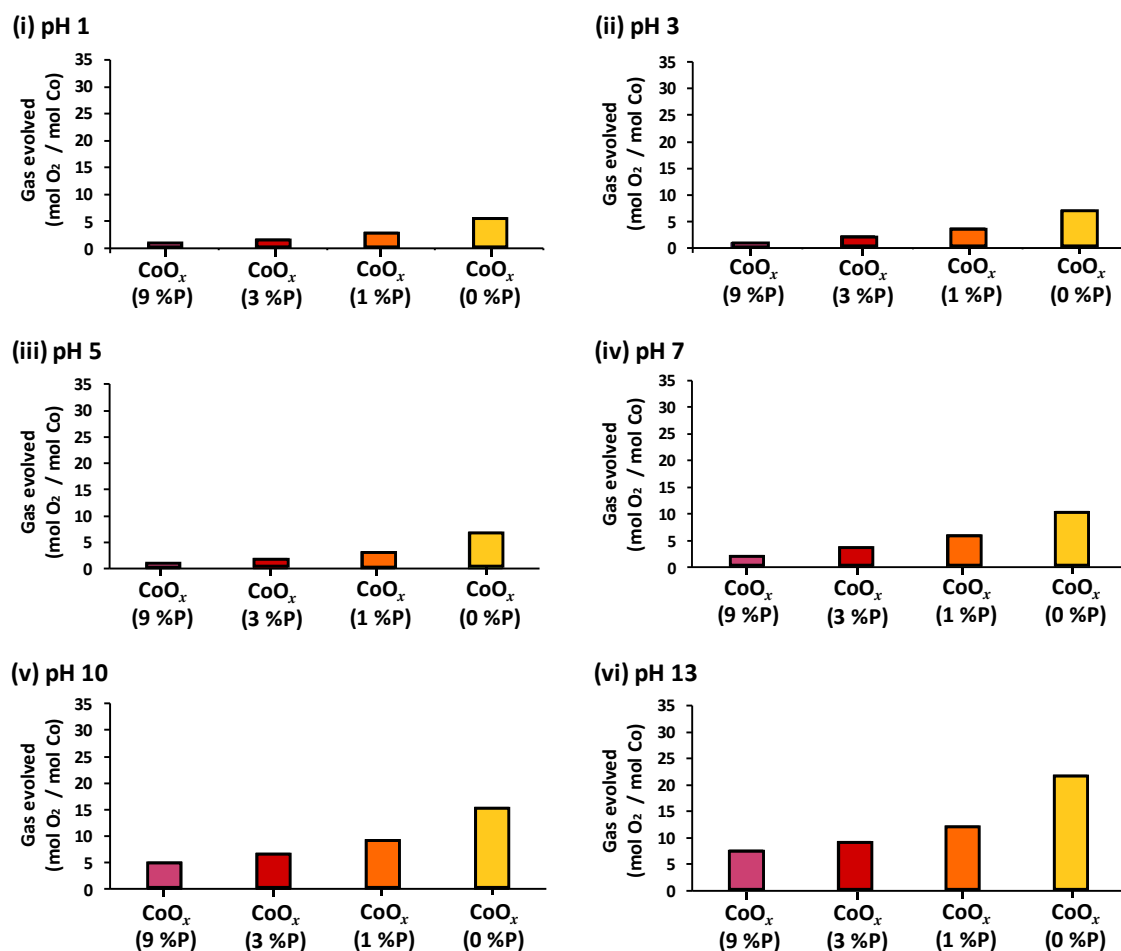 (i) pH 1
Gas evolved
(mol O₂ / mol Co)
35
30
25
20
15
10
5
0
CoOₓ CoOₓ CoOₓ CoOₓ
(9 %P) (3 %P) (1 %P) (0 %P)
(ii) pH 3
Gas evolved
(mol O₂ / mol Co)
35
30
25
20
15
10
5
0
CoOₓ CoOₓ CoOₓ CoOₓ
(9 %P) (3 %P) (1 %P) (0 %P)
(iii) pH 5
Gas evolved
(mol O₂ / mol Co)
35
30
25
20
15
10
5
0
CoOₓ CoOₓ CoOₓ CoOₓ
(9 %P) (3 %P) (1 %P) (0 %P)
(iv) pH 7
Gas evolved
(mol O₂ / mol Co)
35
30
25
20
15
10
5
0
CoOₓ CoOₓ CoOₓ CoOₓ
(9 %P) (3 %P) (1 %P) (0 %P)
(v) pH 10
Gas evolved
(mol O₂ / mol Co)
35
30
25
20
15
10
5
0
CoOₓ CoOₓ CoOₓ CoOₓ
(9 %P) (3 %P) (1 %P) (0 %P)
(vi) pH 13
Gas evolved
(mol O₂ / mol Co)
35
30
25
20
15
10
5
0
CoOₓ CoOₓ CoOₓ CoOₓ
(9 %P) (3 %P) (1 %P) (0 %P)